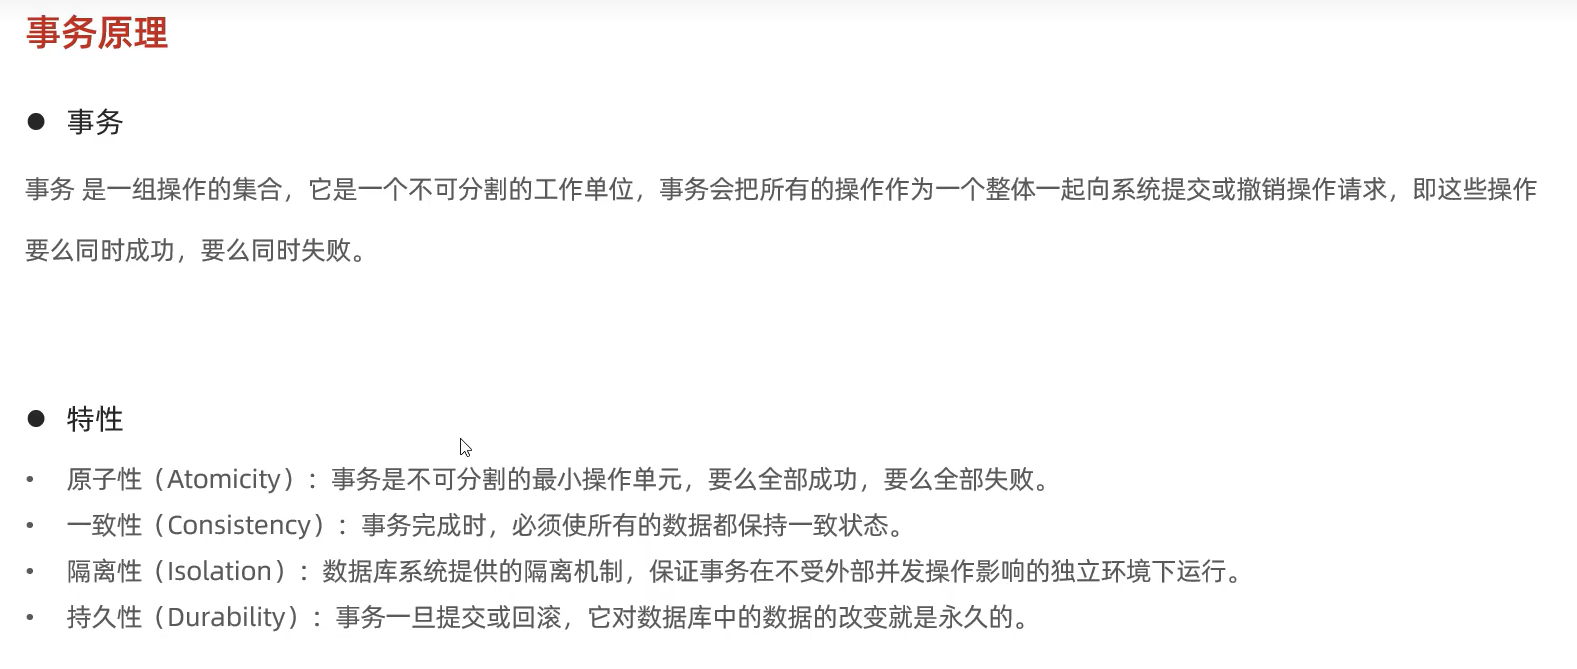 事务原理
● 事务
事务 是一组操作的集合，它是一个不可分割的工作单位，事务会把所有的操作作为一个整体一起向系统提交或撤销操作请求，即这些操作
要么同时成功，要么同时失败。
● 特性
• 原子性（Atomicity）：事务是不可分割的最小操作单元，要么全部成功，要么全部失败。
• 一致性（Consistency）：事务完成时，必须使所有的数据都保持一致状态。
• 隔离性（Isolation）：数据库系统提供的隔离机制，保证事务在不受外部并发操作影响的独立环境下运行。
• 持久性（Durability）：事务一旦提交或回滚，它对数据库中的数据的改变就是永久的。